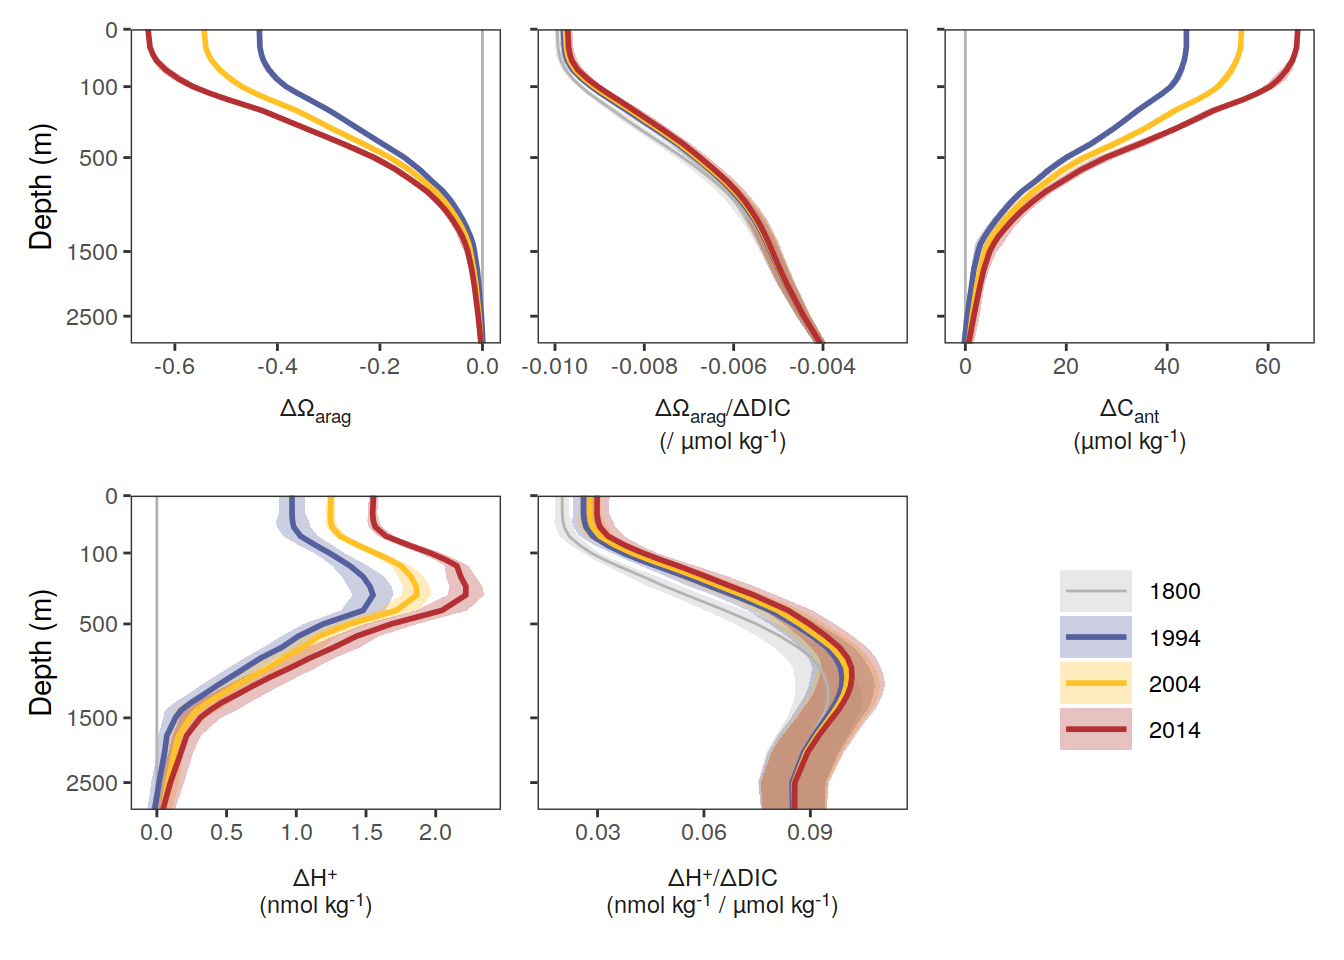 0
100
500
1500
2500
Depth (m)
-0.6 -0.4 -0.2 0.0
ΔΩarag
-0.010 -0.008 -0.006 -0.004
ΔΩarag/ΔDIC
(/ μmol kg-1)
0 20 40 60
ΔCant
(μmol kg-1)
0
100
500
1500
2500
Depth (m)
0.0 0.5 1.0 1.5 2.0
ΔH+
(nmol kg-1)
0.03 0.06 0.09
ΔH+/ΔDIC
(nmol kg-1 / μmol kg-1)
1800
1994
2004
2014